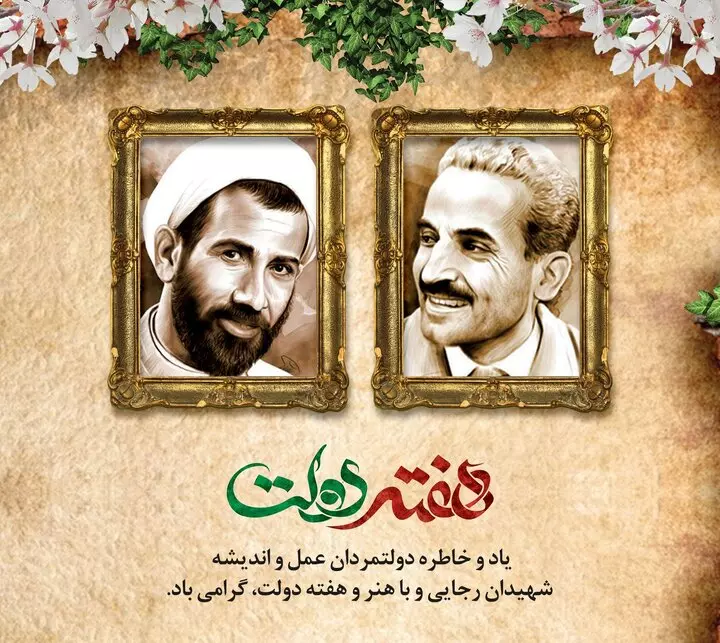 هفته دولت
یاد و خاطره دولتمردان عمل و اندیشه
شهیدان رجایی و با هنر و هفته دولت، گرامی باد.